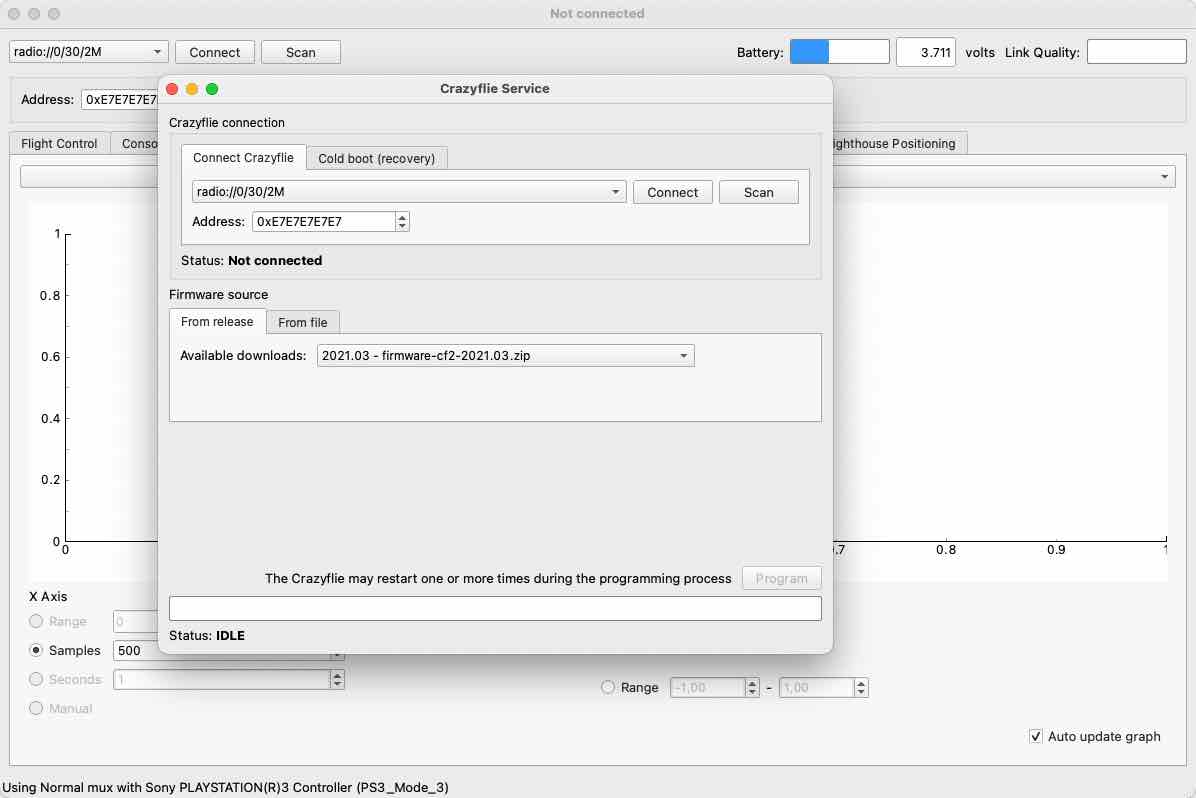 Not connected
radio://0/30/2M Connect Scan Battery: 3.711 volts Link Quality:
Crazyflie Service
Address: 0xE7E7E7E7
Crazyflie connection
Flight Control Conso ighthouse Positioning
Connect Crazyflie Cold boot (recovery)
radio://0/30/2M Connect Scan
Address: 0xE7E7E7E7E7
Status: Not connected
Firmware source
From release From file
Available downloads: 2021.03 - firmware-cf2-2021.03.zip
The Crazyflie may restart one or more times during the programming process Program
Status: IDLE
1
0.8
0.6
0.4
0.2
0
0 .7 0.8 0.9 1
X Axis
Range 0
Samples 500
Seconds 1
Range -1,00 - 1,00
Manual
Auto update graph
Using Normal mux with Sony PLAYSTATION(R)3 Controller (PS3_Mode_3)